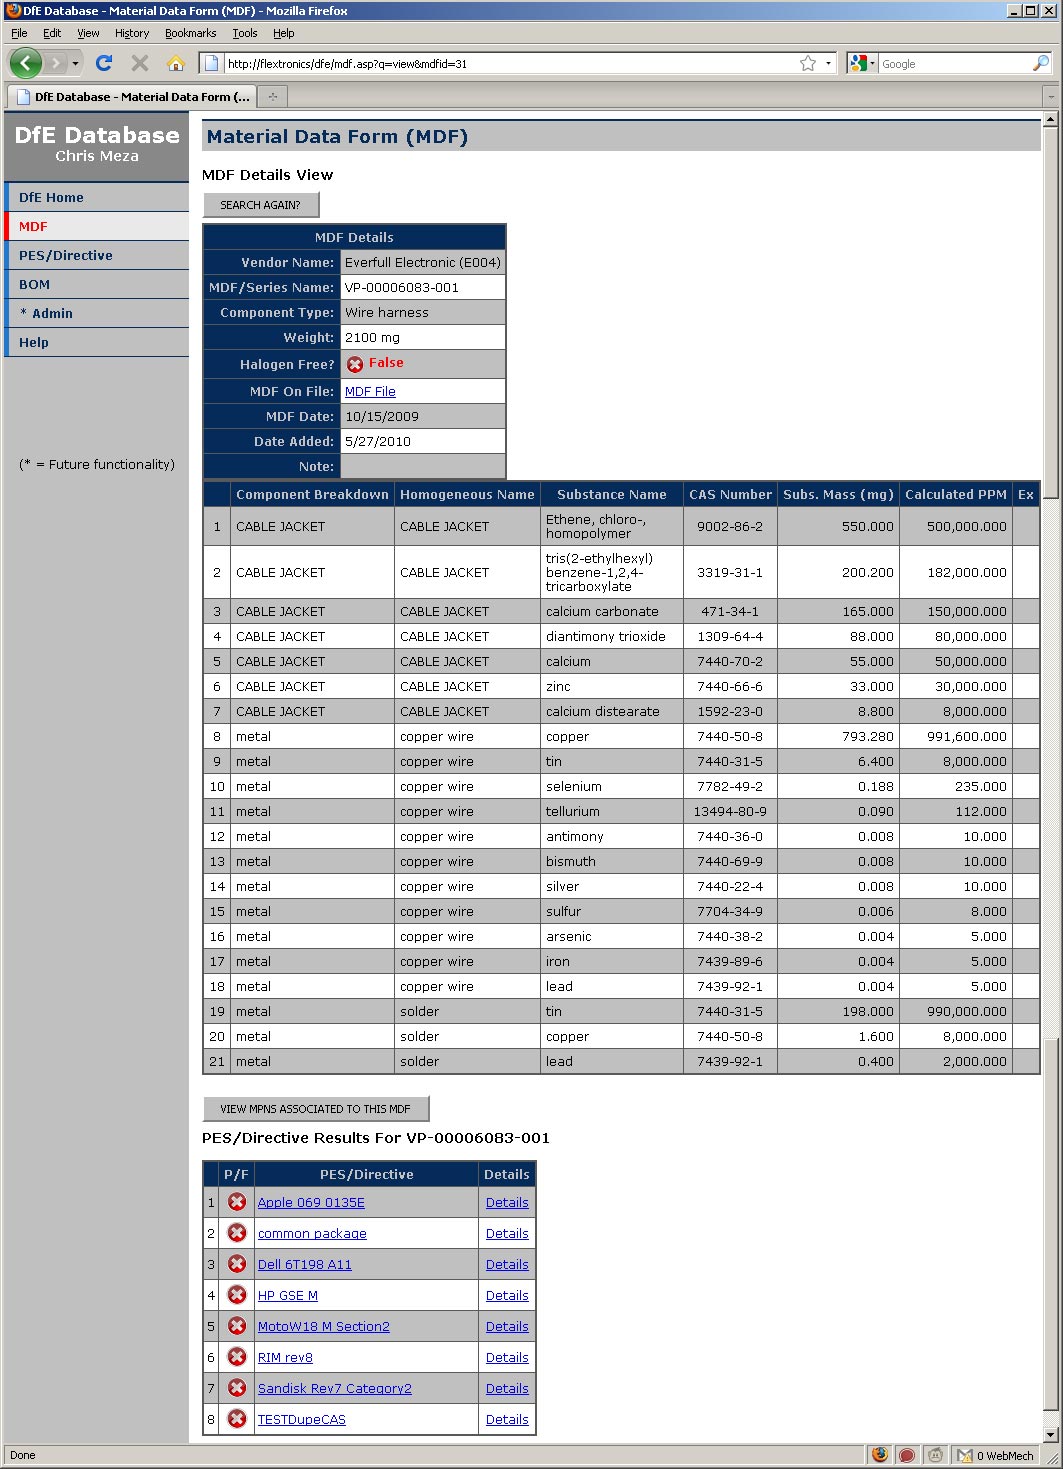 DfE Database - Material Data Form (MDF) - Mozilla Firefox
File Edit View History Bookmarks Tools Help
http://flextronics/dfe/mdf.asp?q=view&mdfid=31
Google
DfE Database - Material Data Form (...
DfE Database
Chris Meza
DfE Home
MDF
PES/Directive
BOM
* Admin
Help
(* = Future functionality)
Material Data Form (MDF)
MDF Details View
SEARCH AGAIN?
MDF Details
Vendor Name: Everfull Electronic (E004)
MDF/Series Name: VP-00006083-001
Component Type: Wire harness
Weight: 2100 mg
Halogen Free? False
MDF On File: MDF File
MDF Date: 10/15/2009
Date Added: 5/27/2010
Note:
Component Breakdown Homogeneous Name Substance Name CAS Number Subs. Mass (mg) Calculated PPM Ex
1 CABLE JACKET CABLE JACKET Ethene, chloro-, homopolymer 9002-86-2 550.000 500,000.000
2 CABLE JACKET CABLE JACKET tris(2-ethylhexyl) benzene-1,2,4-tricarboxylate 3319-31-1 200.200 182,000.000
3 CABLE JACKET CABLE JACKET calcium carbonate 471-34-1 165.000 150,000.000
4 CABLE JACKET CABLE JACKET diantimony trioxide 1309-64-4 88.000 80,000.000
5 CABLE JACKET CABLE JACKET calcium 7440-70-2 55.000 50,000.000
6 CABLE JACKET CABLE JACKET zinc 7440-66-6 33.000 30,000.000
7 CABLE JACKET CABLE JACKET calcium distearate 1592-23-0 8.800 8,000.000
8 metal copper wire copper 7440-50-8 793.280 991,600.000
9 metal copper wire tin 7440-31-5 6.400 8,000.000
10 metal copper wire selenium 7782-49-2 0.188 235.000
11 metal copper wire tellurium 13494-80-9 0.090 112.000
12 metal copper wire antimony 7440-36-0 0.008 10.000
13 metal copper wire bismuth 7440-69-9 0.008 10.000
14 metal copper wire silver 7440-22-4 0.008 10.000
15 metal copper wire sulfur 7704-34-9 0.006 8.000
16 metal copper wire arsenic 7440-38-2 0.004 5.000
17 metal copper wire iron 7439-89-6 0.004 5.000
18 metal copper wire lead 7439-92-1 0.004 5.000
19 metal solder tin 7440-31-5 198.000 990,000.000
20 metal solder copper 7440-50-8 1.600 8,000.000
21 metal solder lead 7439-92-1 0.400 2,000.000
VIEW MPNS ASSOCIATED TO THIS MDF
PES/Directive Results For VP-00006083-001
P/F PES/Directive Details
1 Apple 069 0135E Details
2 common package Details
3 Dell 6T198 A11 Details
4 HP GSE M Details
5 MotoW18 M Section2 Details
6 RIM rev8 Details
7 Sandisk Rev7 Category2 Details
8 TESTDupeCAS Details
Done
0 WebMech